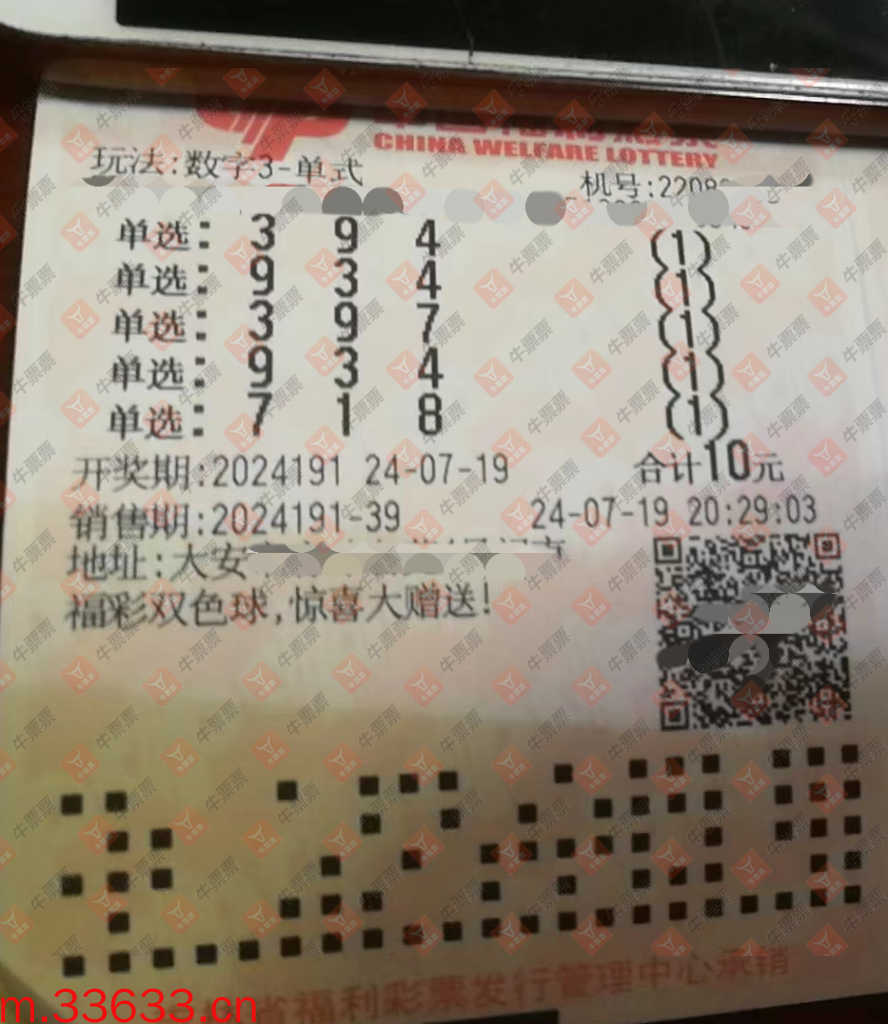 CHINA WELFARE LOTTERY
玩法:数字3-单式
机号:2208
单选: 3 9 4 (1)
单选: 9 3 4 (1)
单选: 3 9 7 (1)
单选: 9 3 4 (1)
单选: 7 1 8 (1)
开奖期:2024191 24-07-19 合计10元
销售期:2024191-39 24-07-19 20:29:03
地址:大安
福彩双色球,惊喜大赠送!
省福利彩票发行管理中心承销
m.33633.cn
牛票票